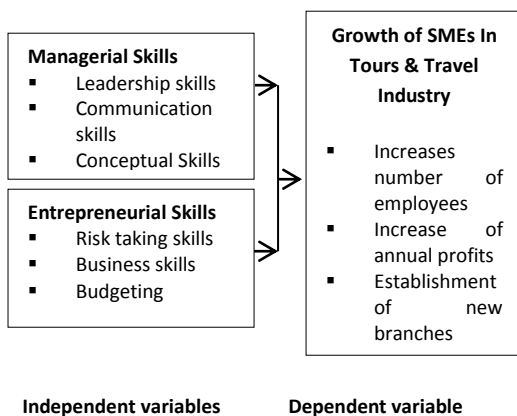 Managerial Skills
▪ Leadership skills
▪ Communication
skills
▪ Conceptual Skills
Entrepreneurial Skills
▪ Risk taking skills
▪ Business skills
▪ Budgeting
Growth of SMEs In
Tours & Travel
Industry
▪ Increases
number of
employees
▪ Increase of
annual profits
▪ Establishment
of new
branches
Independent variables
Dependent variable